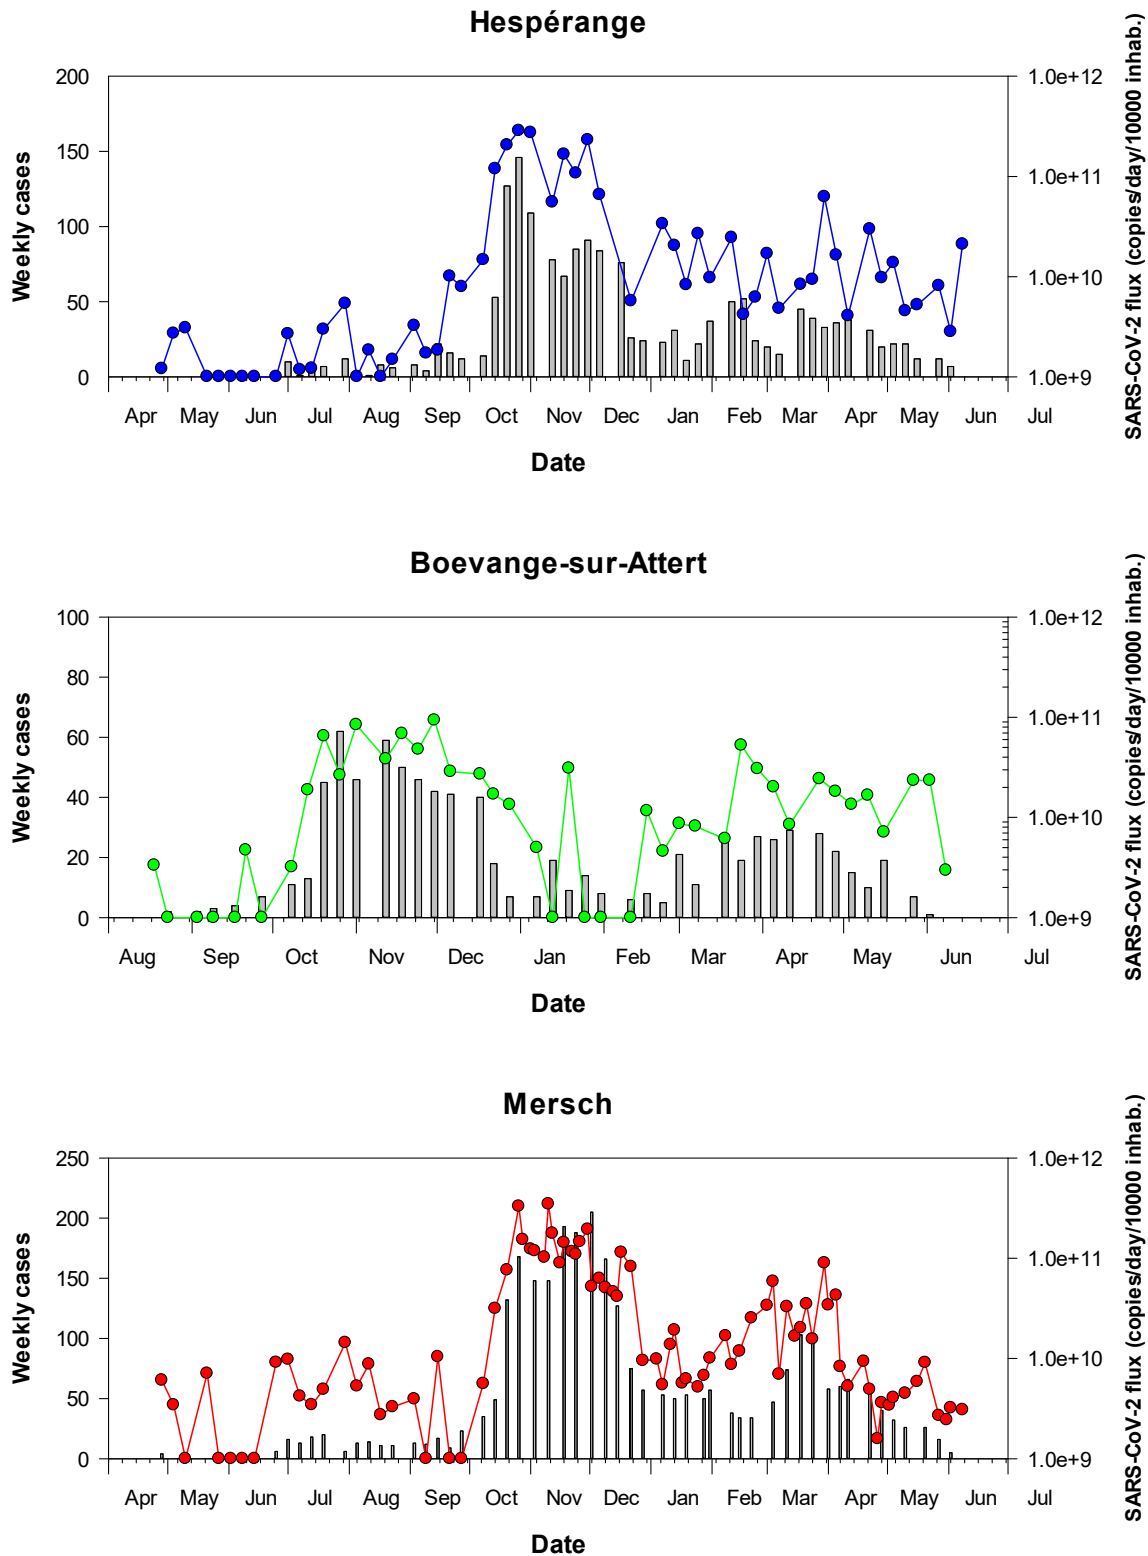 Hespérange
Weekly cases
200
150
100
50
0
1.0e+12
1.0e+11
1.0e+10
1.0e+9
SARS-CoV-2 flux (copies/day/10000 inhab.)
Apr May Jun Jul Aug Sep Oct Nov Dec Jan Feb Mar Apr May Jun Jul
Date
Boevange-sur-Attert
Weekly cases
100
80
60
40
20
0
1.0e+12
1.0e+11
1.0e+10
1.0e+9
SARS-CoV-2 flux (copies/day/10000 inhab.)
Aug Sep Oct Nov Dec Jan Feb Mar Apr May Jun Jul
Date
Mersch
Weekly cases
250
200
150
100
50
0
1.0e+12
1.0e+11
1.0e+10
1.0e+9
SARS-CoV-2 flux (copies/day/10000 inhab.)
Apr May Jun Jul Aug Sep Oct Nov Dec Jan Feb Mar Apr May Jun Jul
Date